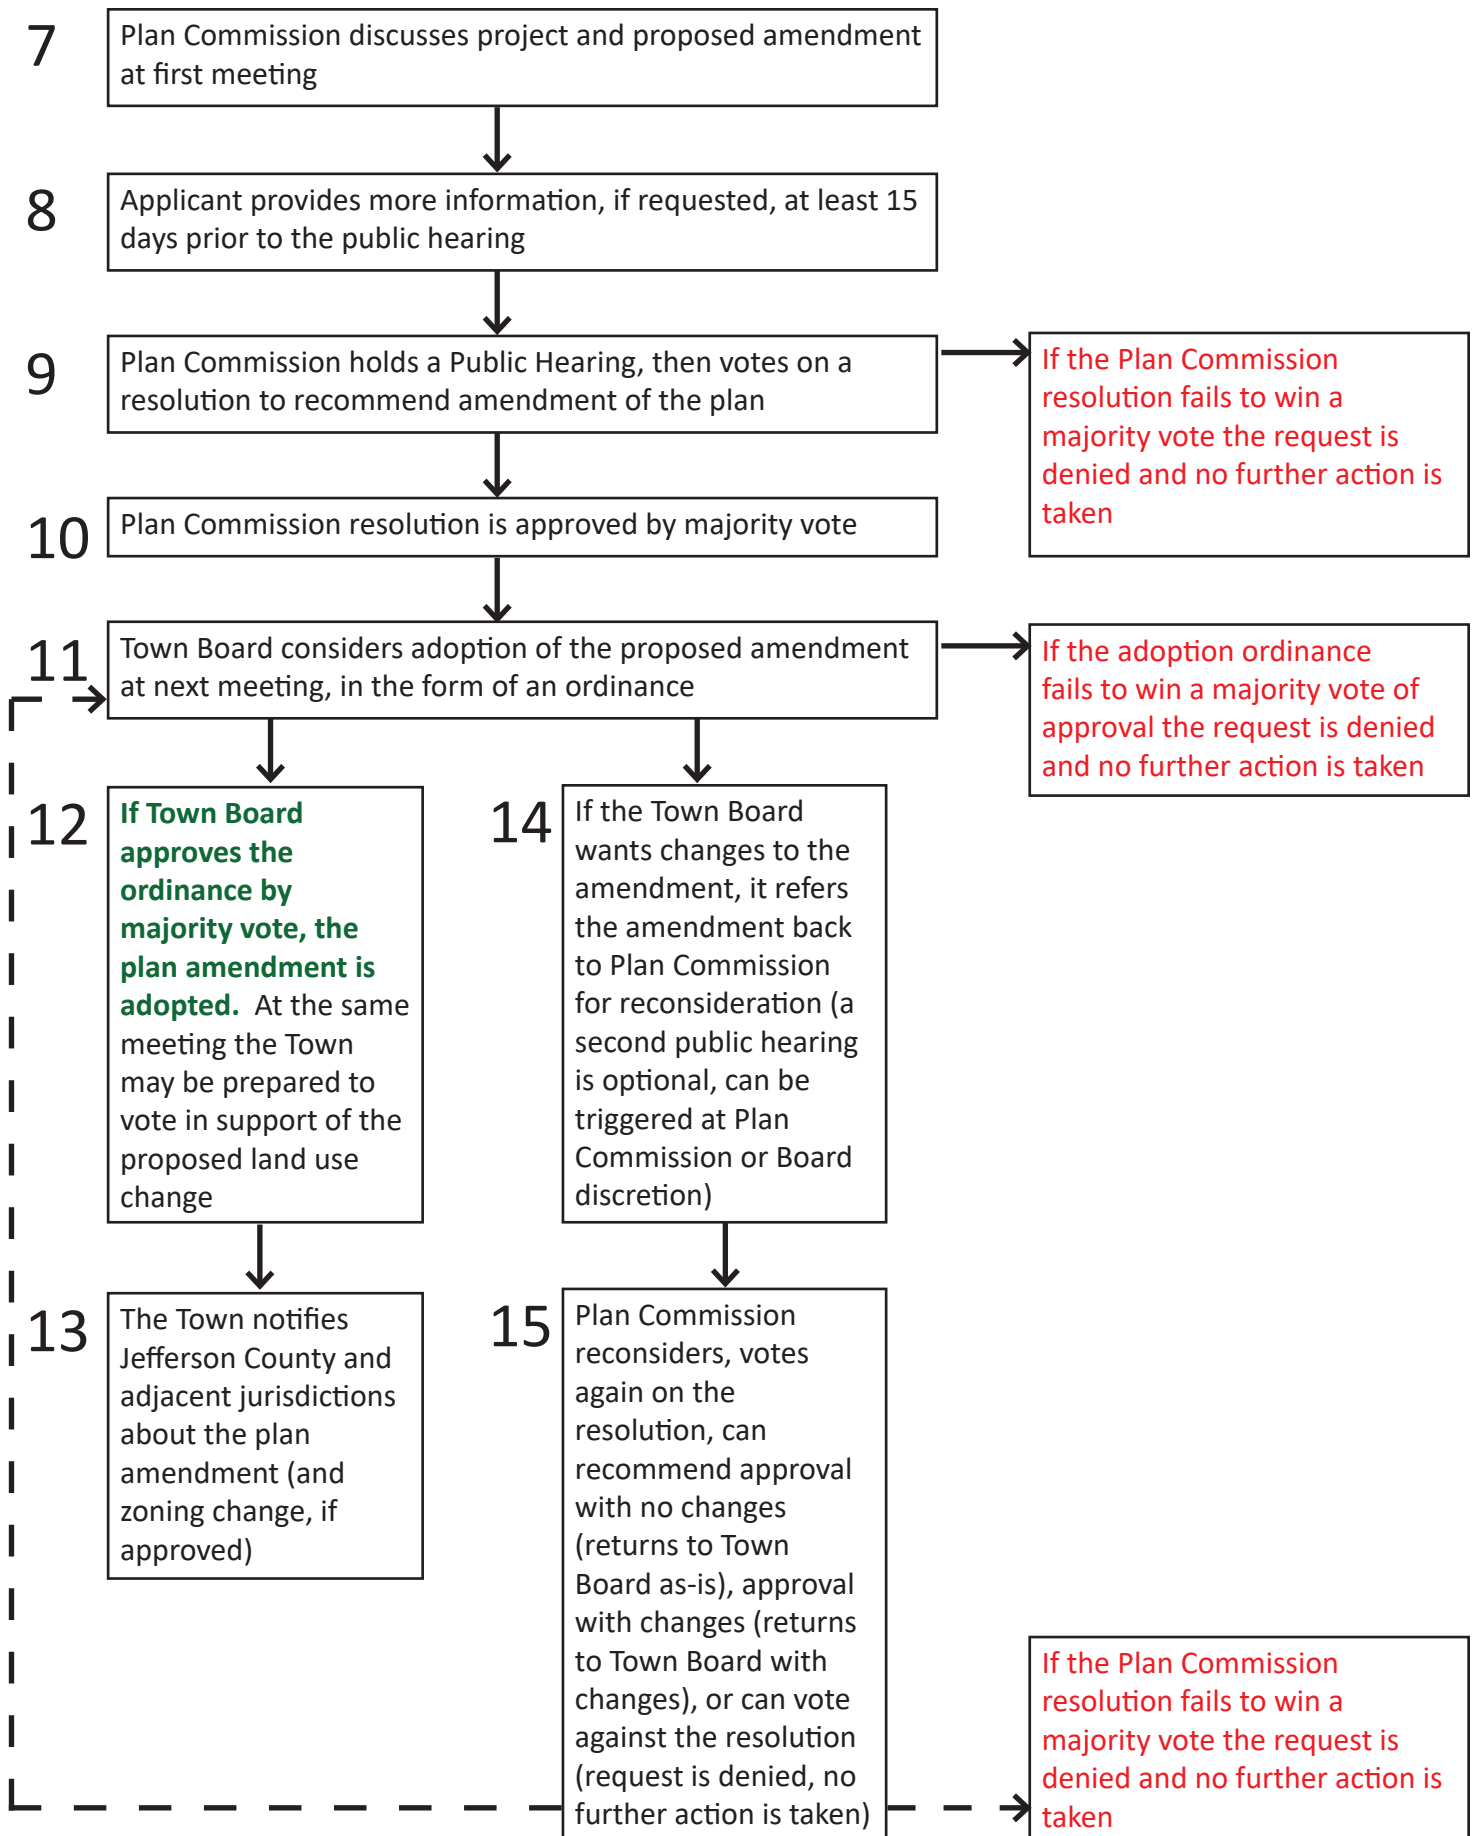 7
Plan Commission discusses project and proposed amendment
at first meeting
8
Applicant provides more information, if requested, at least 15
days prior to the public hearing
9
Plan Commission holds a Public Hearing, then votes on a
resolution to recommend amendment of the plan
If the Plan Commission
resolution fails to win a
majority vote the request is
denied and no further action is
taken
10
Plan Commission resolution is approved by majority vote
11
Town Board considers adoption of the proposed amendment
at next meeting, in the form of an ordinance
If the adoption ordinance
fails to win a majority vote of
approval the request is denied
and no further action is taken
12
If Town Board
approves the
ordinance by
majority vote, the
plan amendment is
adopted.  At the same
meeting the Town
may be prepared to
vote in support of the
proposed land use
change
13
The Town notifies
Jefferson County and
adjacent jurisdictions
about the plan
amendment (and
zoning change, if
approved)
14
If the Town Board
wants changes to the
amendment, it refers
the amendment back
to Plan Commission
for reconsideration (a
second public hearing
is optional, can be
triggered at Plan
Commission or Board
discretion)
15
Plan Commission
reconsiders, votes
again on the
resolution, can
recommend approval
with no changes
(returns to Town
Board as-is), approval
with changes (returns
to Town Board with
changes), or can vote
against the resolution
(request is denied, no
further action is taken)
If the Plan Commission
resolution fails to win a
majority vote the request is
denied and no further action is
taken